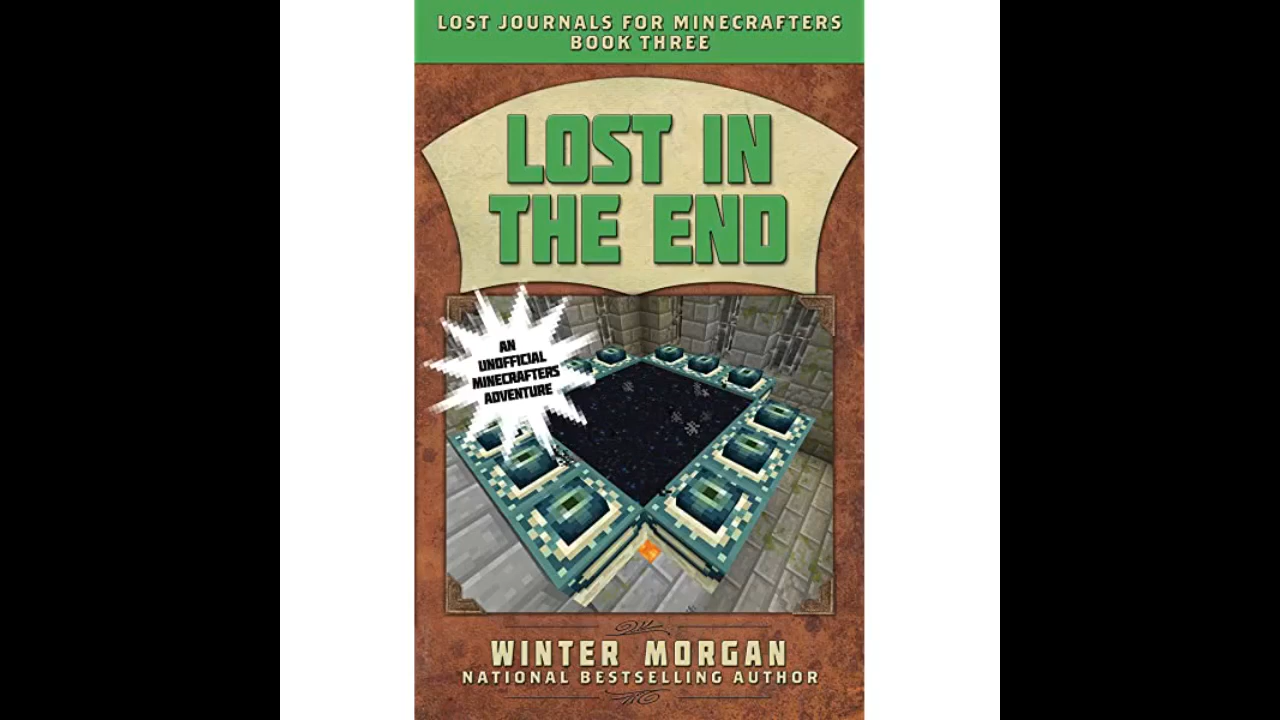 LOST JOURNALS FOR MINECRAFTERS
BOOK THREE
LOST IN
THE END
AN
UNOFFICIAL
MINECRAFTERS
ADVENTURE
WINTER MORGAN
NATIONAL BESTSELLING AUTHOR